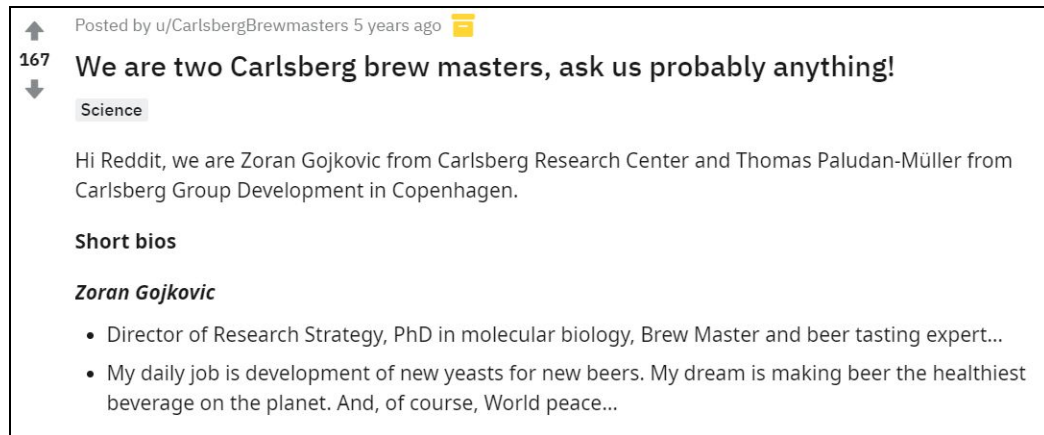 Posted by u/CarlsbergBrewmasters 5 years ago
167
We are two Carlsberg brew masters, ask us probably anything!
Science
Hi Reddit, we are Zoran Gojkovic from Carlsberg Research Center and Thomas Paludan-Müller from
Carlsberg Group Development in Copenhagen.
Short bios
Zoran Gojkovic
• Director of Research Strategy, PhD in molecular biology, Brew Master and beer tasting expert...
• My daily job is development of new yeasts for new beers. My dream is making beer the healthiest
beverage on the planet. And, of course, World peace...